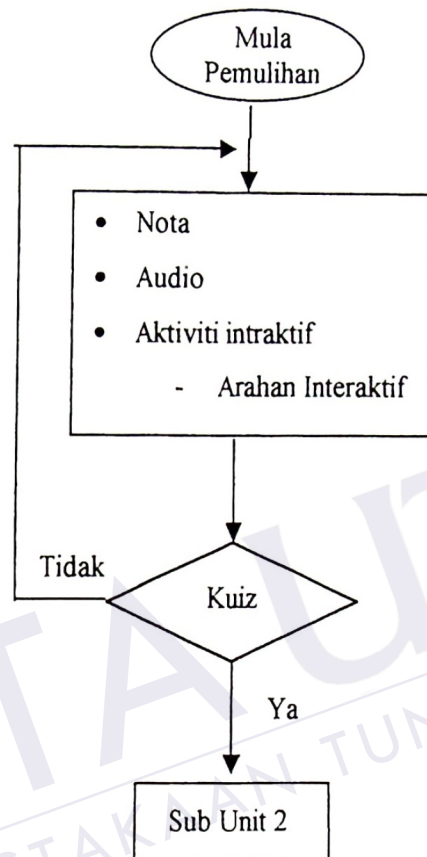 Mula
Pemulihan
• Nota
• Audio
• Aktiviti intraktif
- Arahan Interaktif
Tidak
Kuiz
Ya
Sub Unit 2